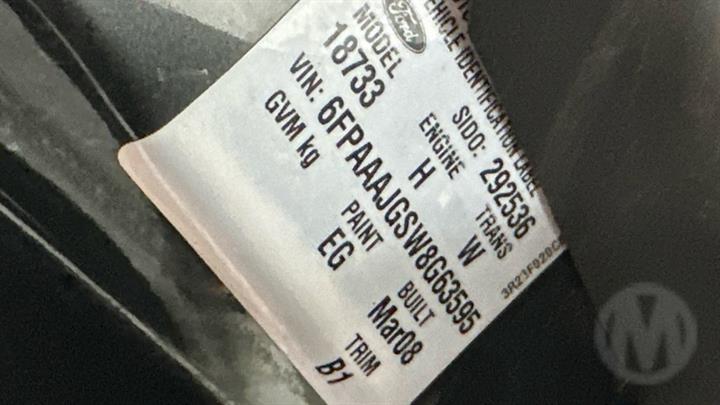 Ford
VEHICLE IDENTIFICATION LABEL
SIDO: 292536
MODEL ENGINE TRANS
18733 H W
VIN: 6FPAAAJGSW8G63595
GVM kg PAINT BUILT TRIM
EG Mar08 B1
M